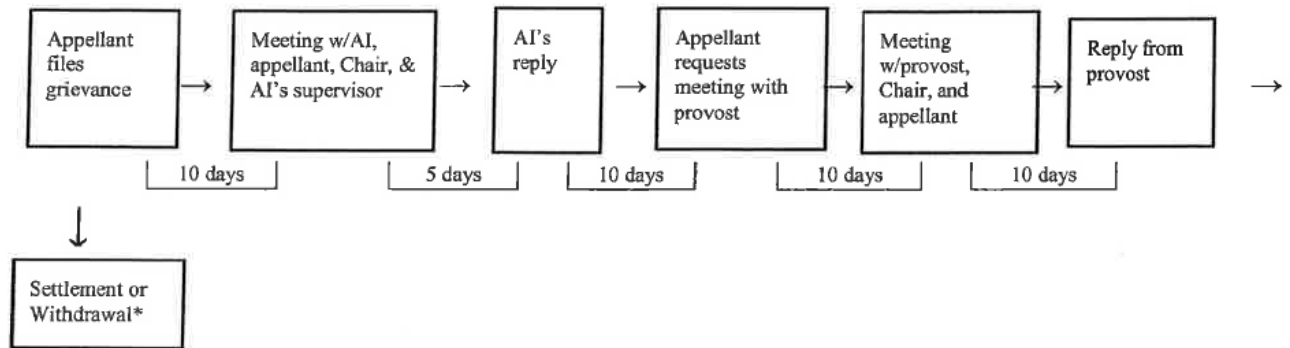 Appellant
files
grievance
Meeting w/AI,
appellant, Chair, &
AI's supervisor
AI's
reply
Appellant
requests
meeting with
provost
Meeting
w/provost,
Chair, and
appellant
Reply from
provost
10 days
5 days
10 days
10 days
10 days
Settlement or
Withdrawal*